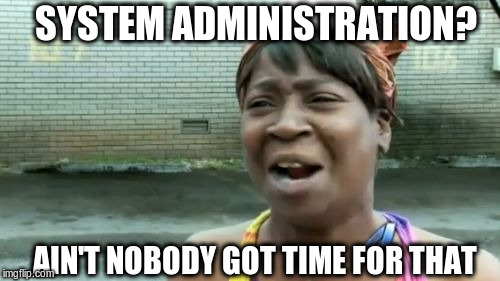 SYSTEM ADMINISTRATION?
AIN'T NOBODY GOT TIME FOR THAT
imgflip.com